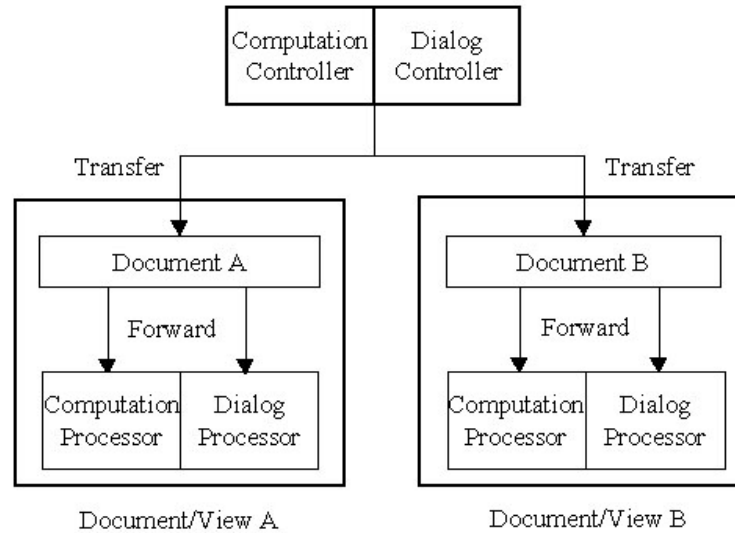 Computation
Controller
Dialog
Controller
Transfer
Transfer
Document A
Document B
Forward
Forward
Computation
Processor
Dialog
Processor
Computation
Processor
Dialog
Processor
Document/View A
Document/View B